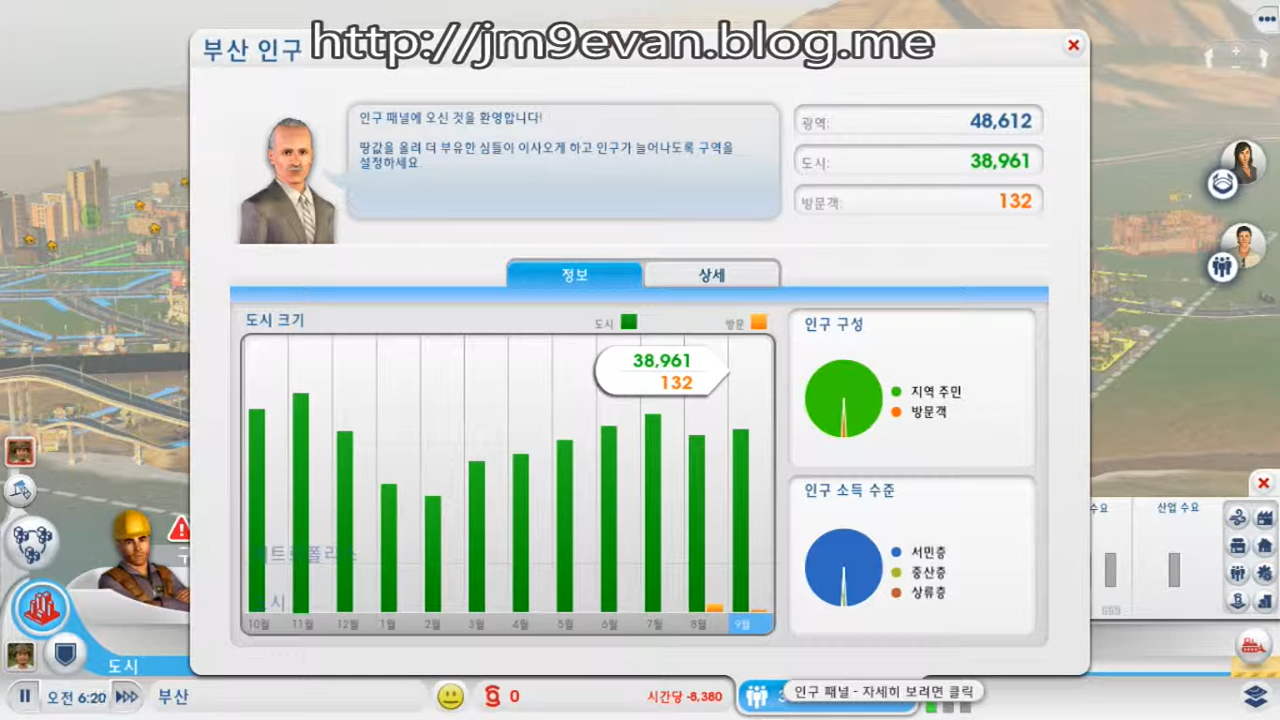 부산 인구
http://jm9evan.blog.me
인구 패널에 오신 것을 환영합니다!
땅값을 올려 더 부유한 심들이 이사오게 하고 인구가 늘어나도록 구역을
설정하세요.
광역: 48,612
도시: 38,961
방문객: 132
정보
상세
도시 크기
도시
방문
38,961
132
도시
10월 11월 12월 1월 2월 3월 4월 5월 6월 7월 8월 9월
인구 구성
지역 주민
방문객
인구 소득 수준
서민층
중산층
상류층
수요
산업 수요
도시
오전 6:20
부산
0
시간당 -8,380
인구 패널 - 자세히 보려면 클릭